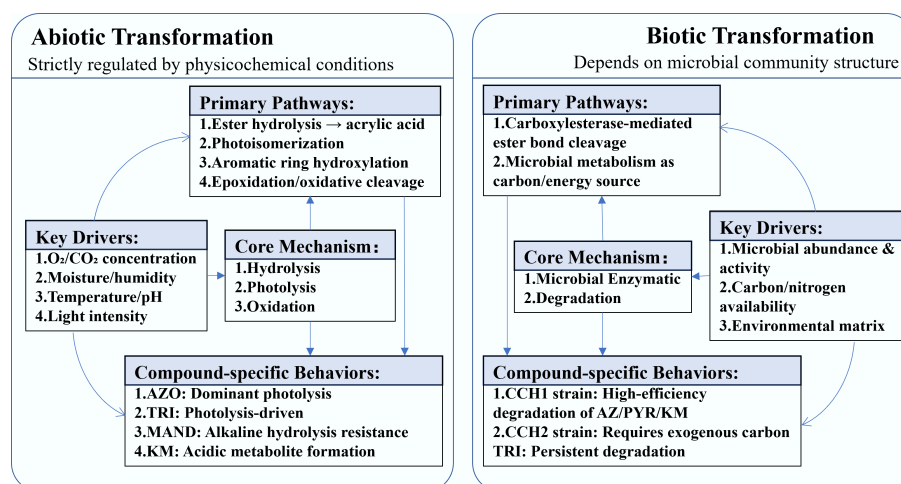 Abiotic Transformation
Strictly regulated by physicochemical conditions
Primary Pathways:
1.Ester hydrolysis → acrylic acid
2.Photoisomerization
3.Aromatic ring hydroxylation
4.Epoxidation/oxidative cleavage
Key Drivers:
1.O₂/CO₂ concentration
2.Moisture/humidity
3.Temperature/pH
4.Light intensity
Core Mechanism：
1.Hydrolysis
2.Photolysis
3.Oxidation
Compound-specific Behaviors:
1.AZO: Dominant photolysis
2.TRI: Photolysis-driven
3.MAND: Alkaline hydrolysis resistance
4.KM: Acidic metabolite formation
Biotic Transformation
Depends on microbial community structure
Primary Pathways:
1.Carboxylesterase-mediated
ester bond cleavage
2.Microbial metabolism as
carbon/energy source
Core Mechanism：
1.Microbial Enzymatic
2.Degradation
Key Drivers:
1.Microbial abundance &
activity
2.Carbon/nitrogen
availability
3.Environmental matrix
Compound-specific Behaviors:
1.CCH1 strain: High-efficiency
degradation of AZ/PYR/KM
2.CCH2 strain: Requires exogenous carbon
TRI: Persistent degradation